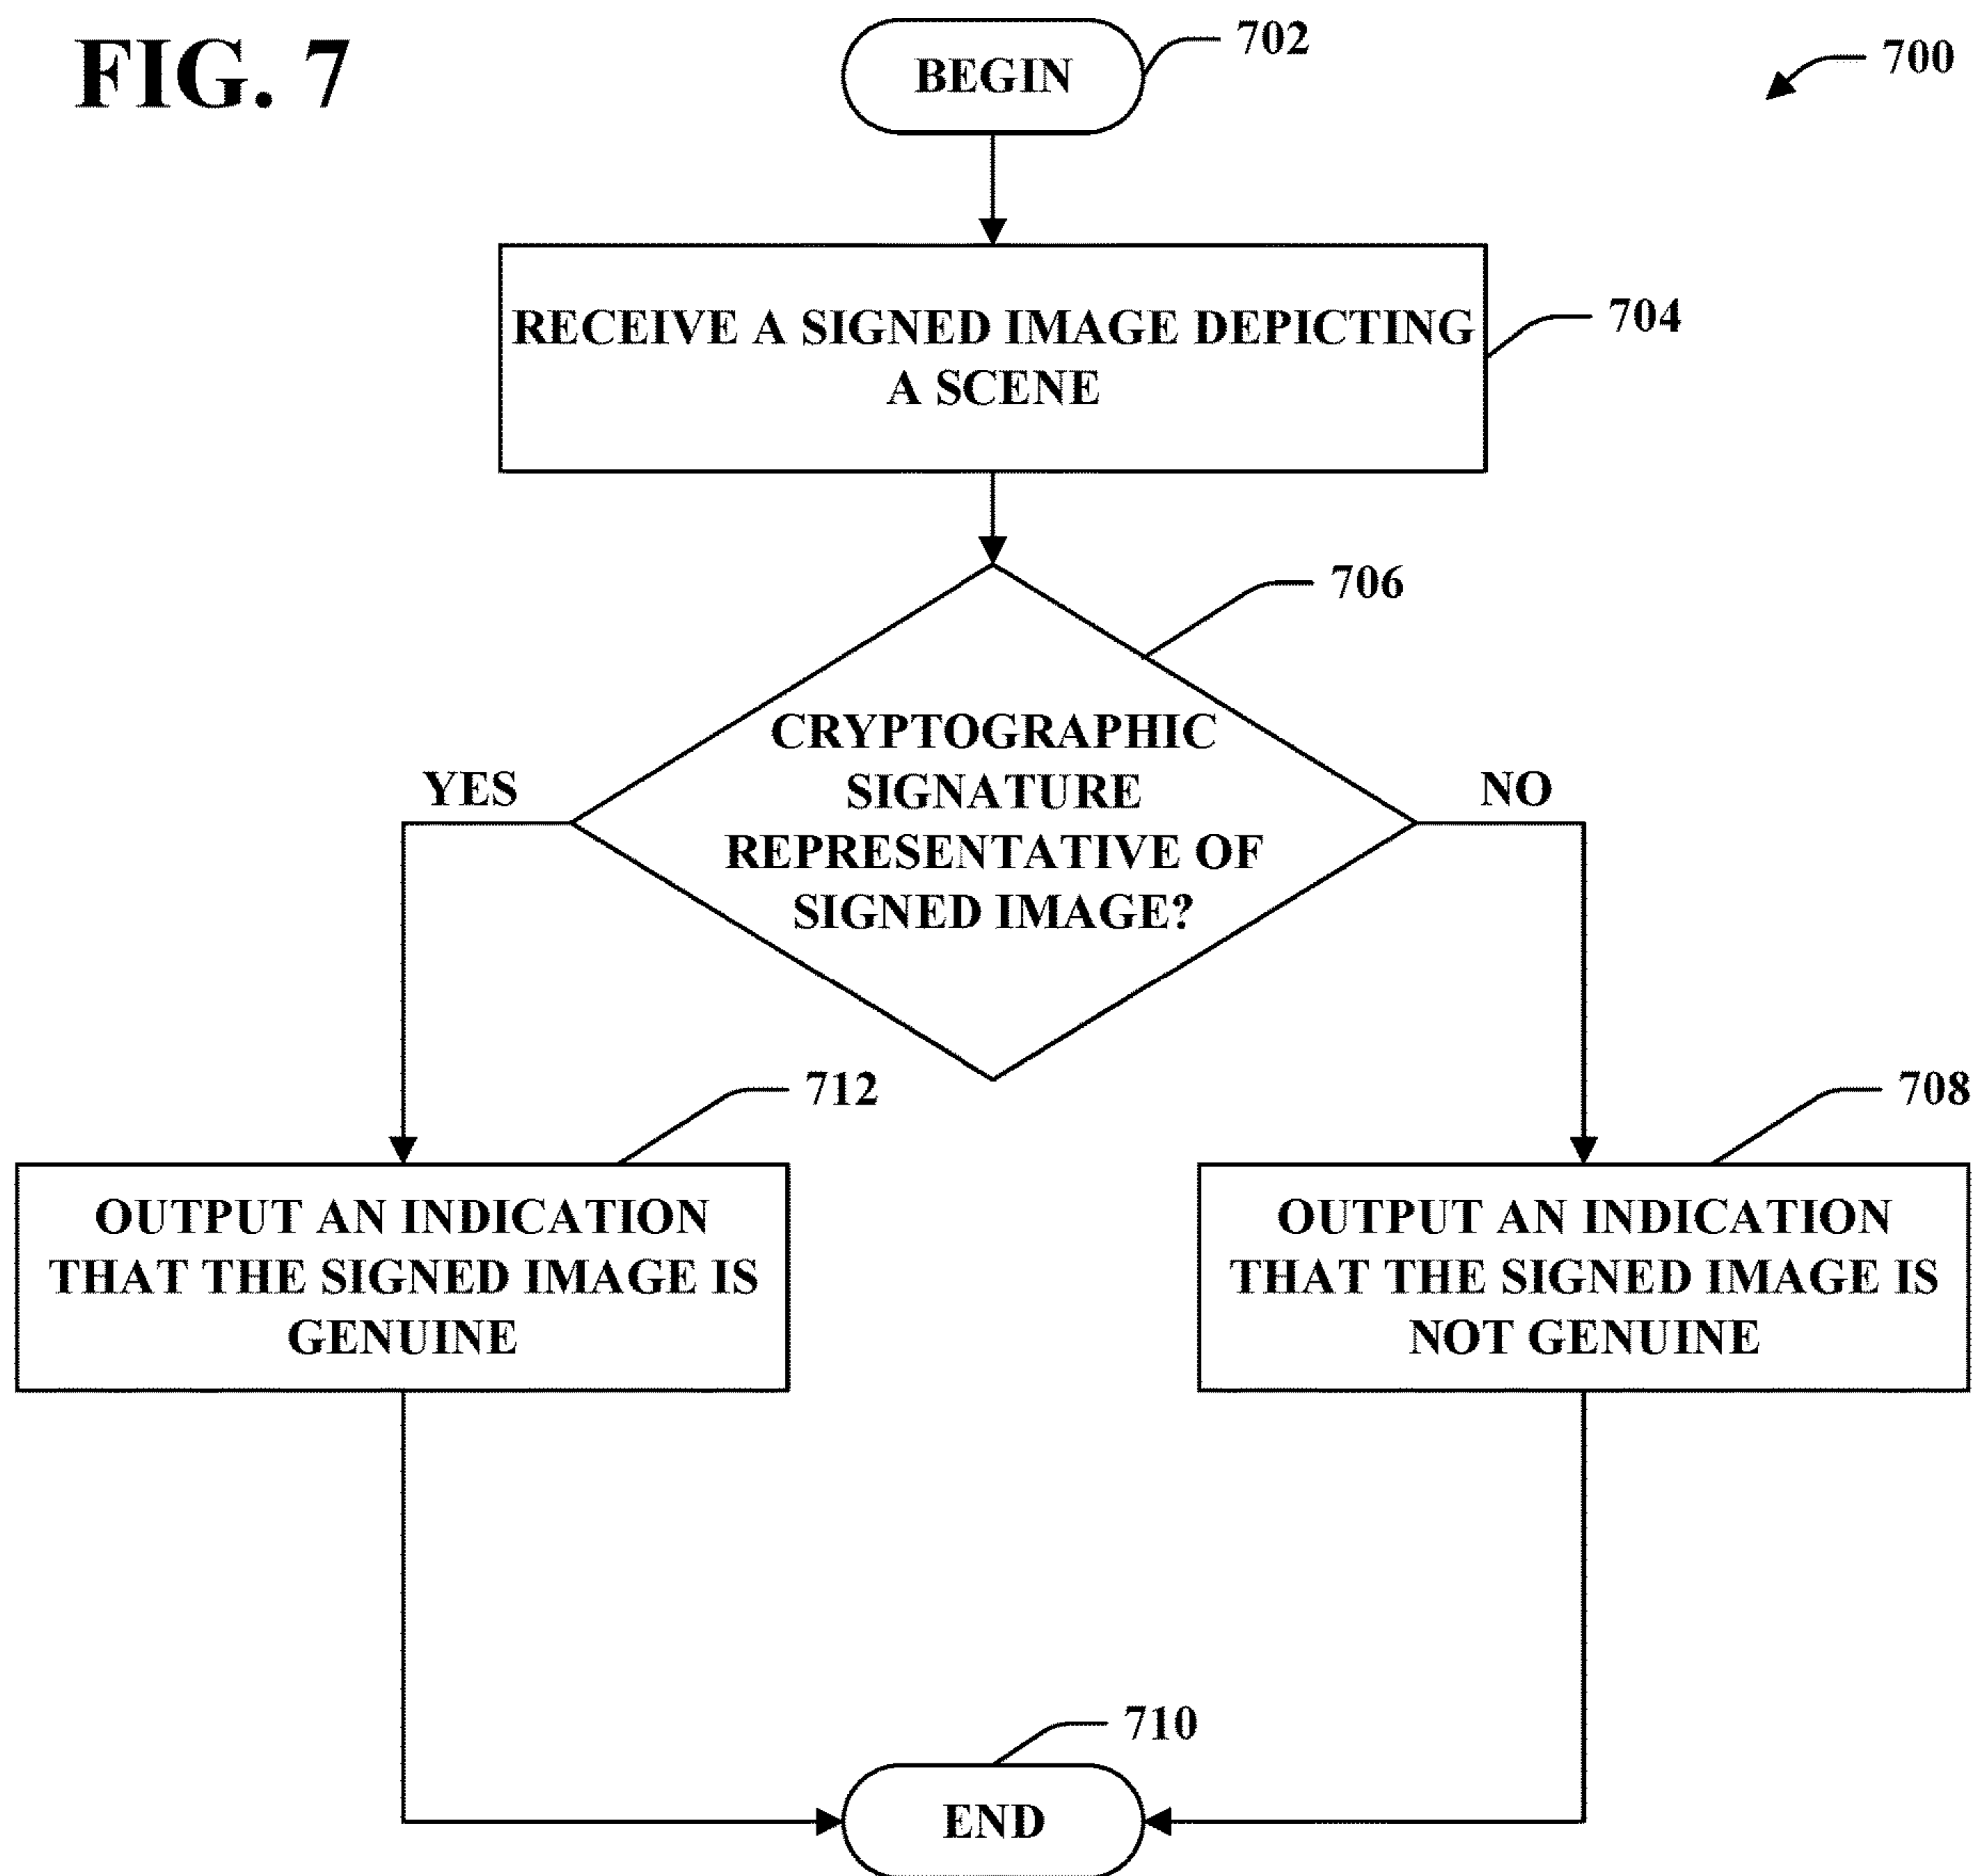 FIG. 7
BEGIN
702
700
RECEIVE A SIGNED IMAGE DEPICTING
A SCENE
704
706
CRYPTOGRAPHIC
SIGNATURE
REPRESENTATIVE OF
SIGNED IMAGE?
YES
NO
712
708
OUTPUT AN INDICATION
THAT THE SIGNED IMAGE IS
GENUINE
OUTPUT AN INDICATION
THAT THE SIGNED IMAGE IS
NOT GENUINE
710
END